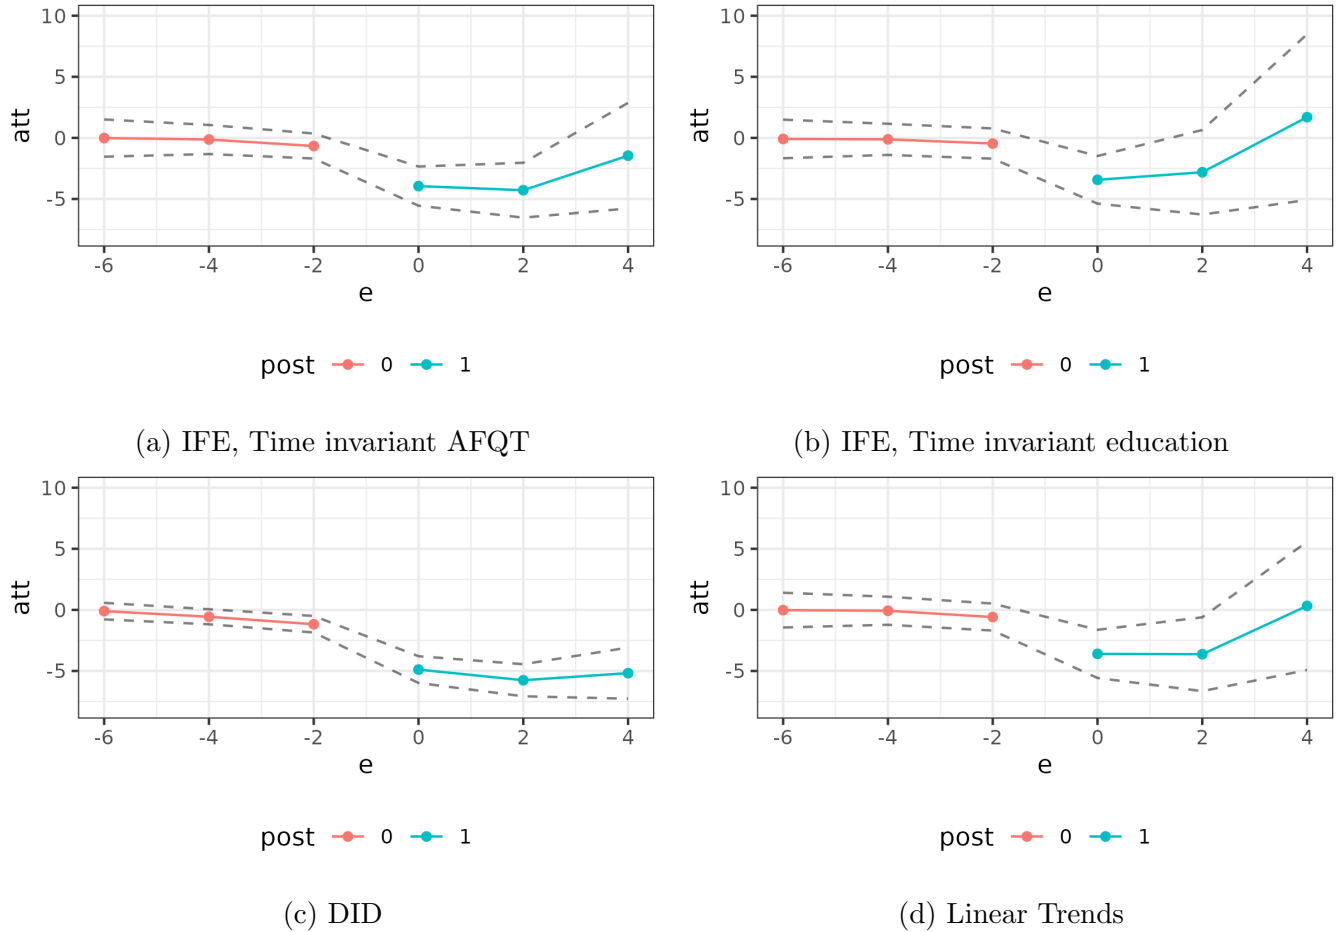 10
5
0
-5
att
-6 -4 -2 0 2 4
e
post 0 1
(a) IFE, Time invariant AFQT
10
5
0
-5
att
-6 -4 -2 0 2 4
e
post 0 1
(b) IFE, Time invariant education
10
5
0
-5
att
-6 -4 -2 0 2 4
e
post 0 1
(c) DID
10
5
0
-5
att
-6 -4 -2 0 2 4
e
post 0 1
(d) Linear Trends